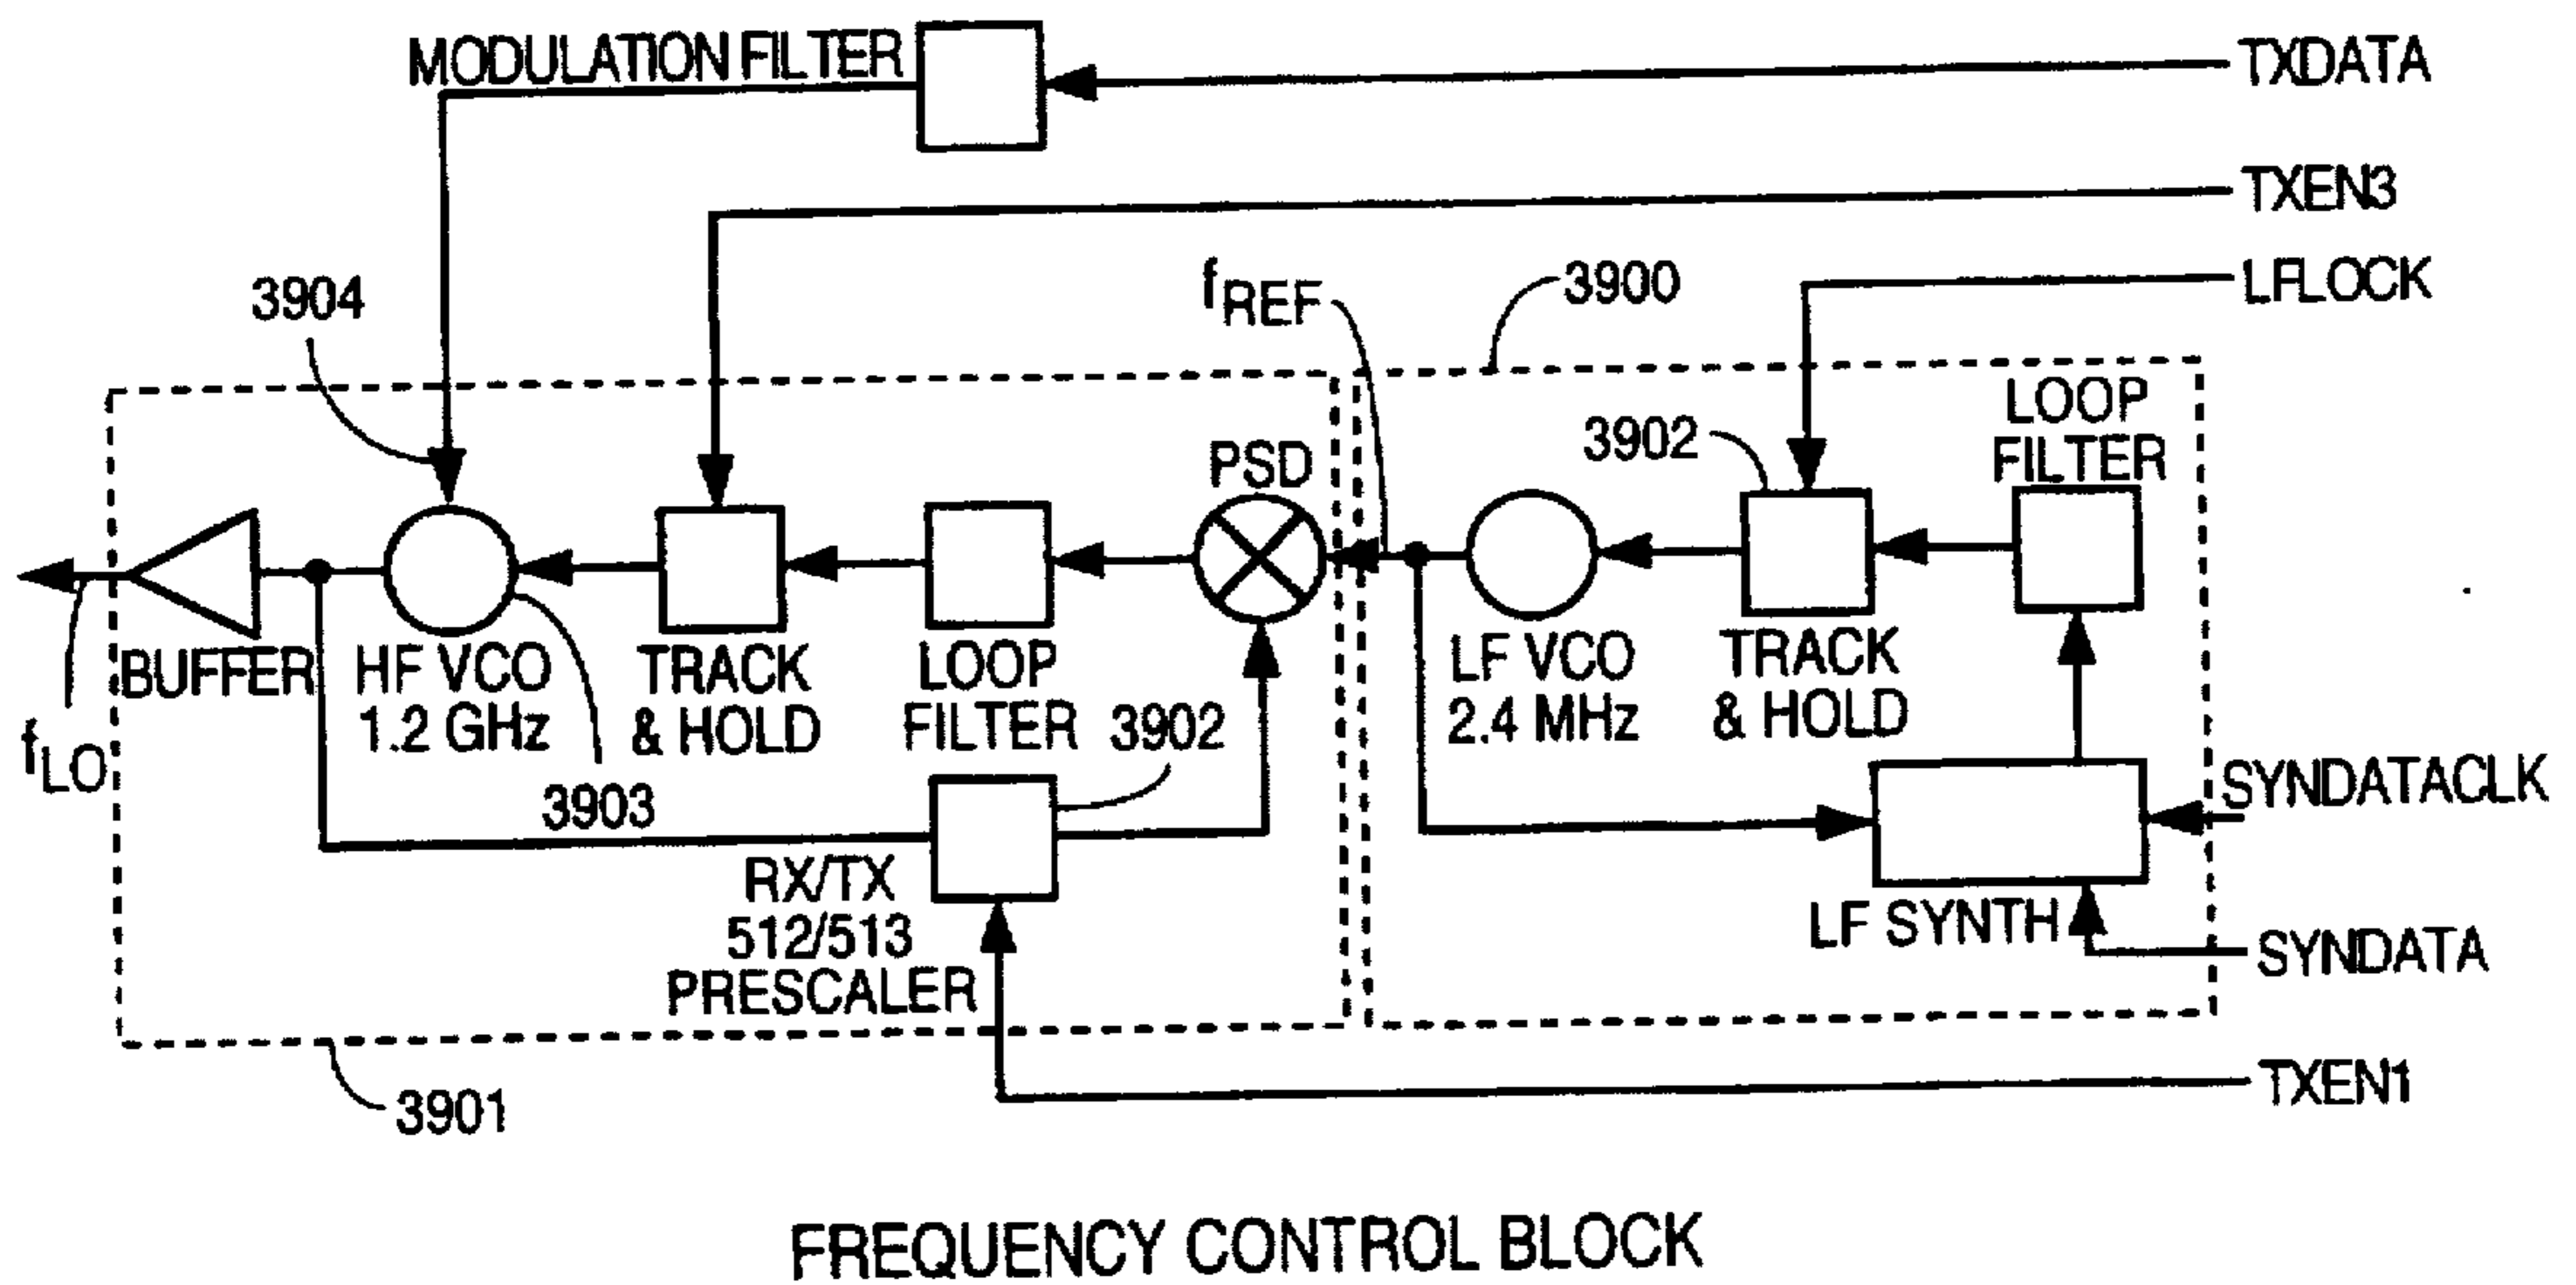 MODULATION FILTER
TXDATA
TXEN3
LFLOCK
3904
fREF
3900
3902
LOOP
FILTER
PSD
BUFFER
HF VCO
1.2 GHz
TRACK
& HOLD
LOOP
FILTER
3902
LF VCO
2.4 MHz
TRACK
& HOLD
fLO
3903
SYNDATACLK
RX/TX
512/513
PRESCALER
LF SYNTH
SYNDATA
3901
TXEN1
FREQUENCY CONTROL BLOCK